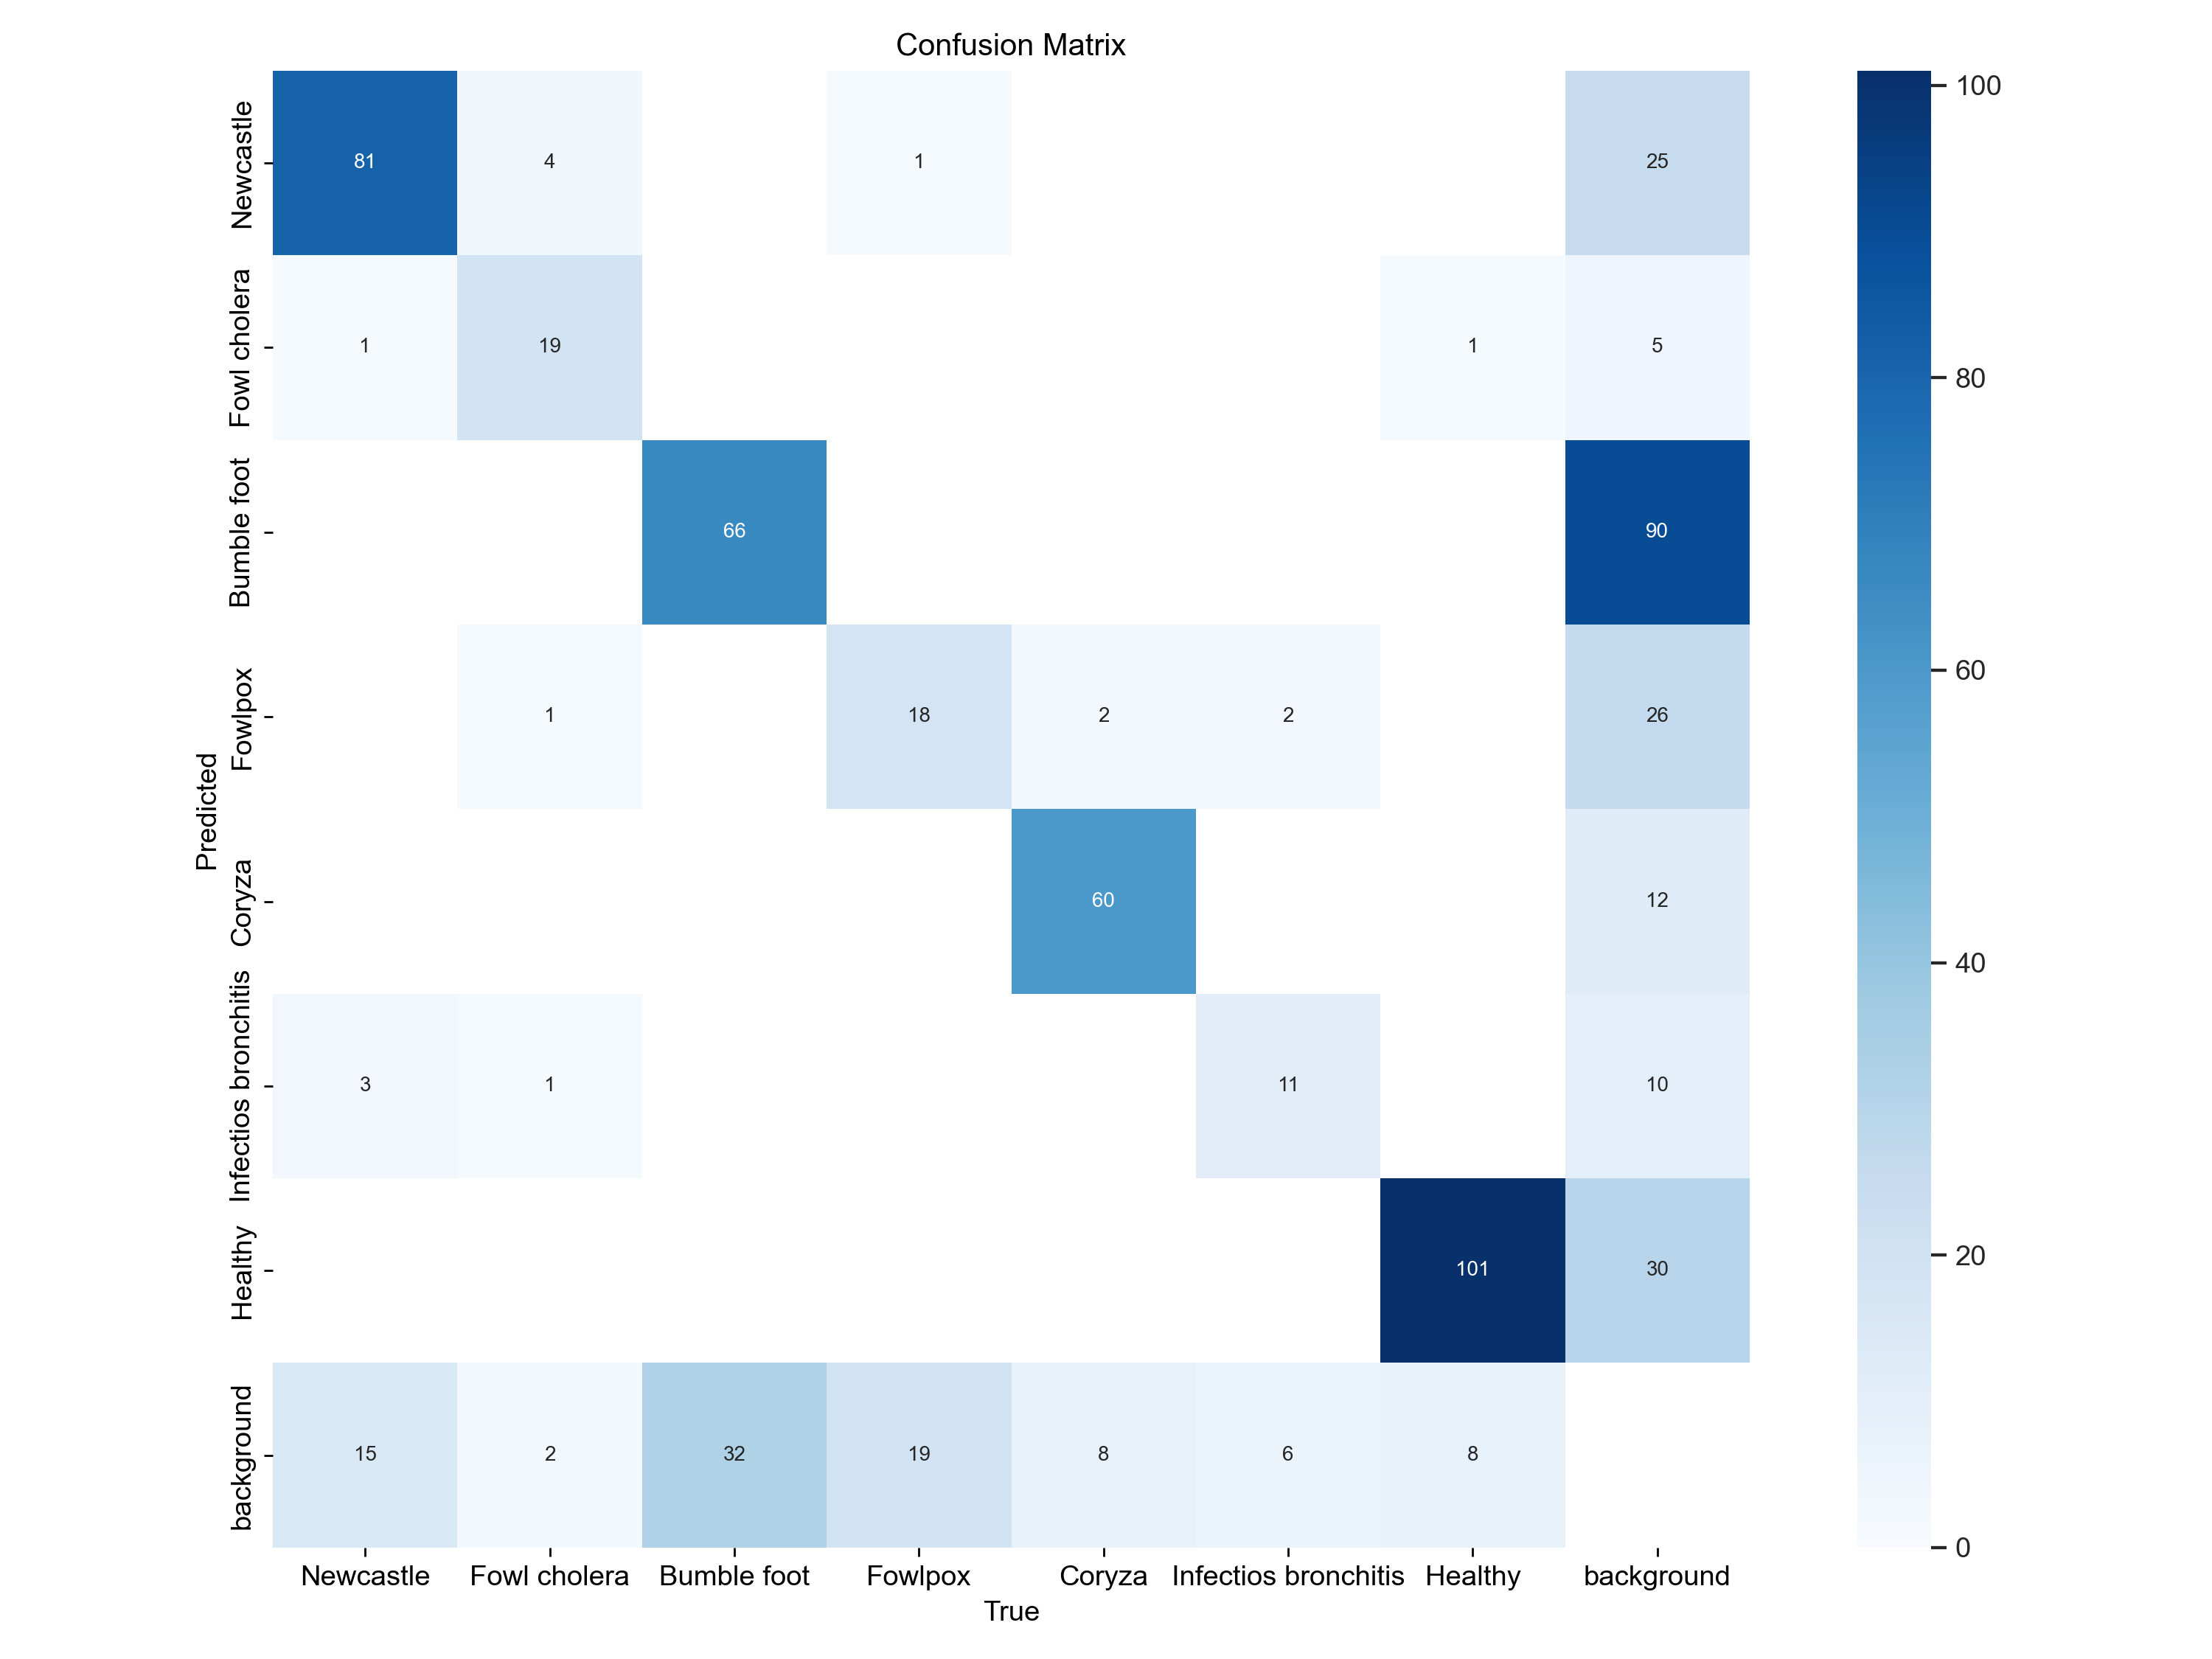 Confusion Matrix
Newcastle
81 4 1 25
Fowl cholera
1 19 1 5
Bumble foot
66 90
Fowlpox
1 18 2 2 26
Coryza
60 12
Infectios bronchitis
3 1 11 10
Healthy
101 30
background
15 2 32 19 8 6 8
Predicted
Newcastle Fowl cholera Bumble foot Fowlpox Coryza Infectios bronchitis Healthy background
True
100
80
60
40
20
0